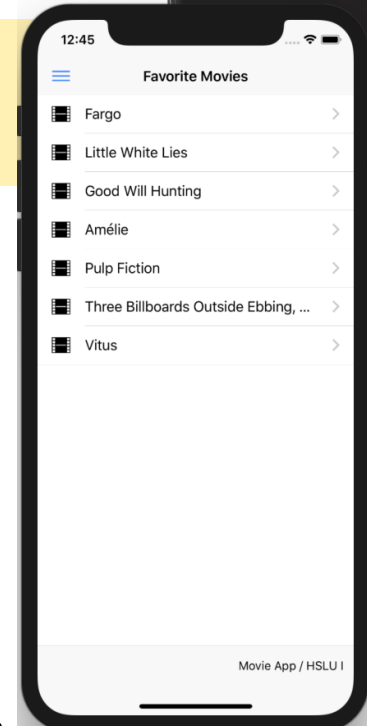 12:45
Favorite Movies
Fargo
Little White Lies
Good Will Hunting
Amélie
Pulp Fiction
Three Billboards Outside Ebbing, ...
Vitus
Movie App / HSLU I